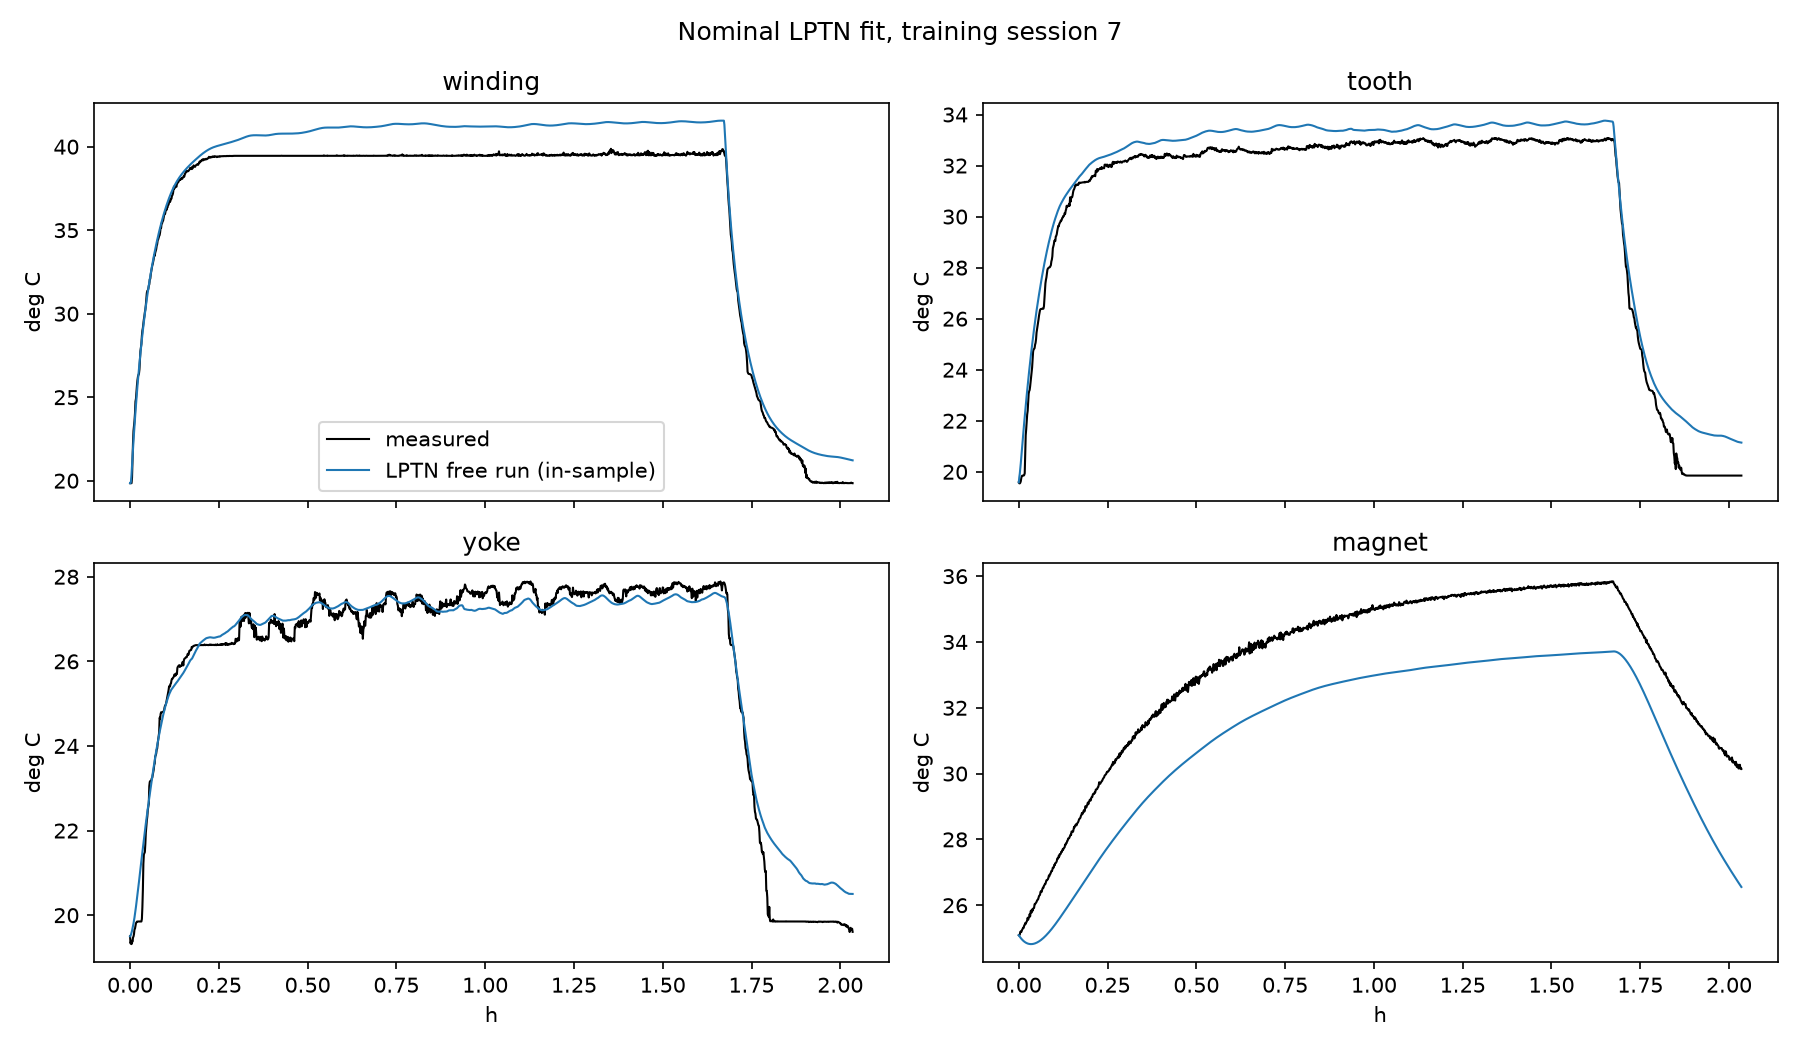 Nominal LPTN fit, training session 7
winding
deg C
40
35
30
25
20
measured
LPTN free run (in-sample)
tooth
deg C
34
32
30
28
26
24
22
20
yoke
deg C
28
26
24
22
20
0.00 0.25 0.50 0.75 1.00 1.25 1.50 1.75 2.00
h
magnet
deg C
36
34
32
30
28
26
0.00 0.25 0.50 0.75 1.00 1.25 1.50 1.75 2.00
h